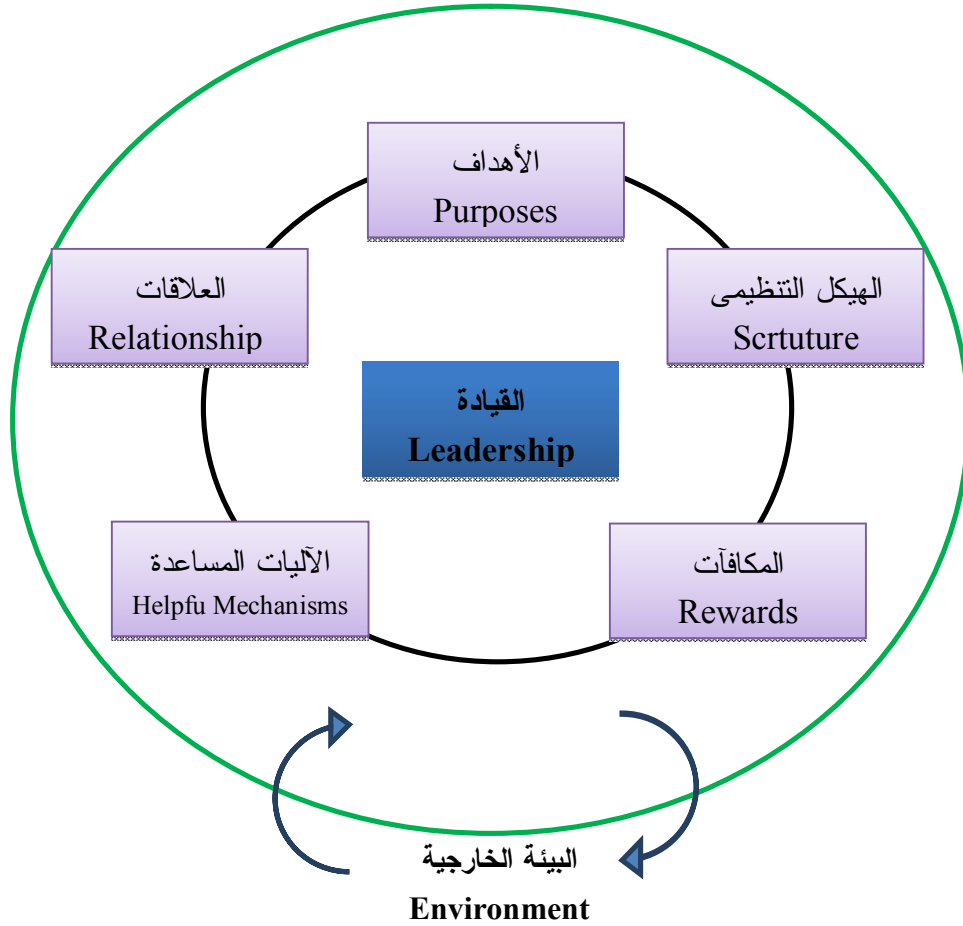 الأهداف
Purposes
العلاقات
Relationship
الهيكل التنظيمى
Scrtuture
القيادة
Leadership
الآليات المساعدة
Helpfu Mechanisms
المكافآت
Rewards
البيئة الخارجية
Environment